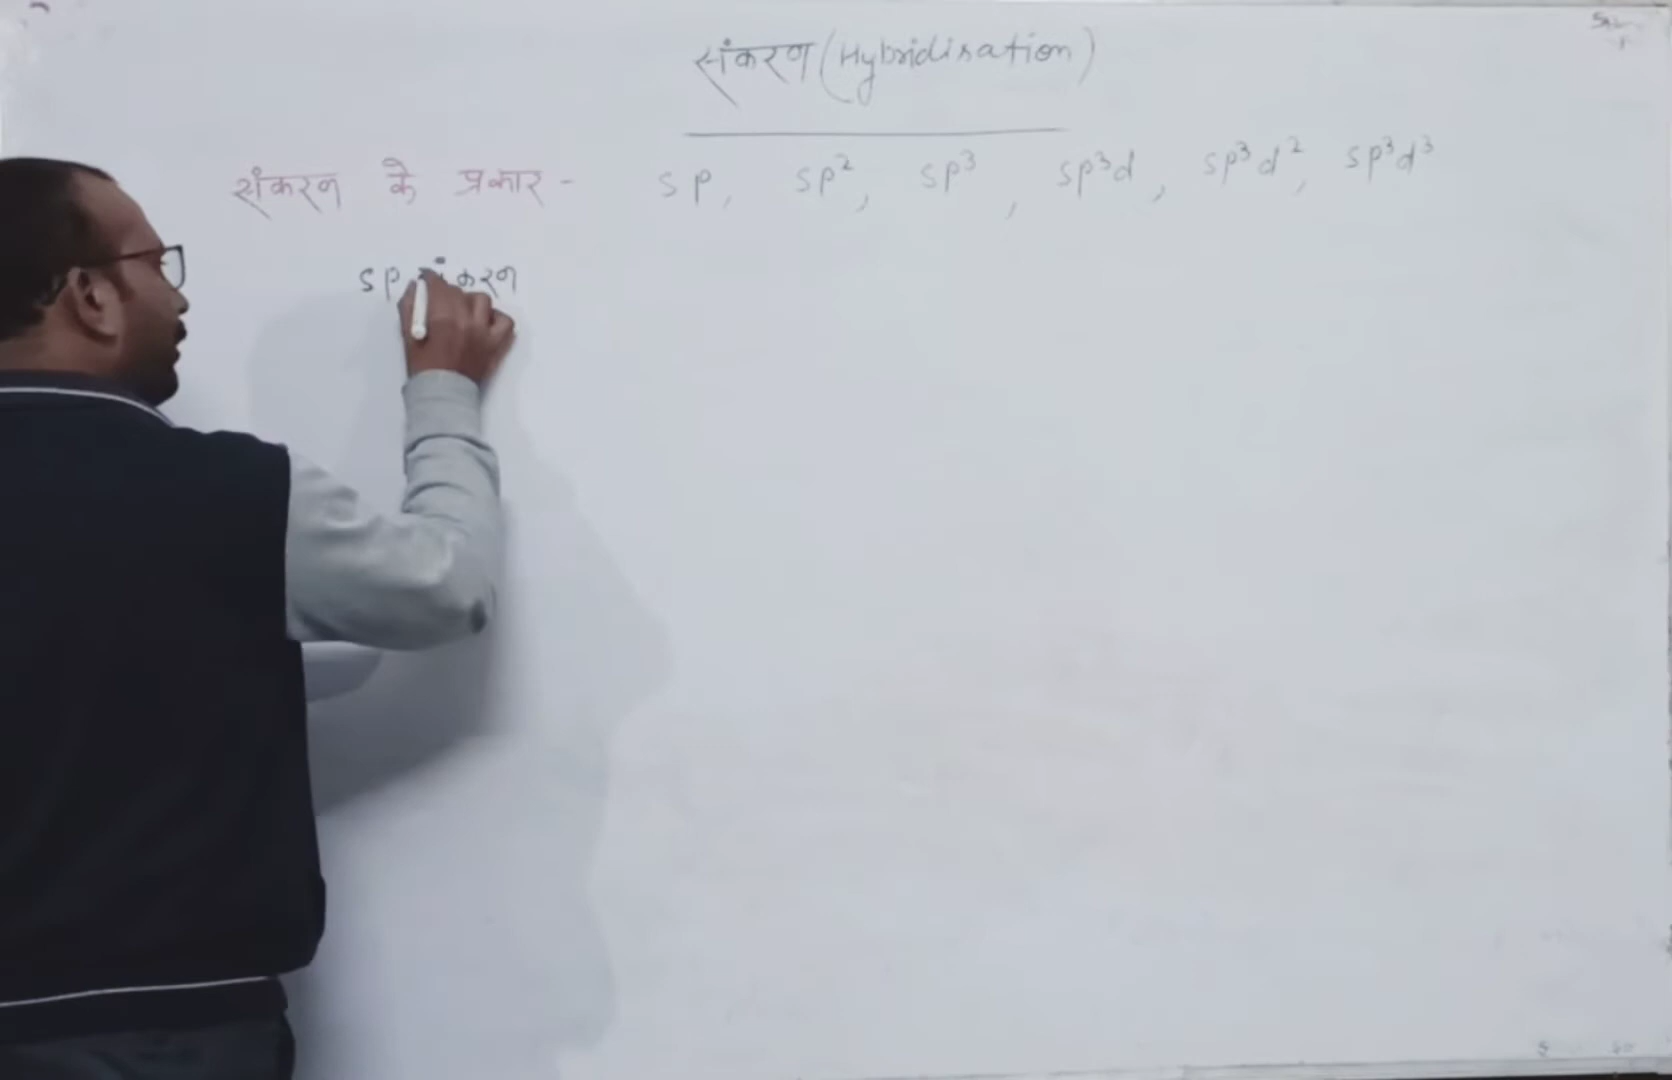 संकरण (Hybridisation)
संकरण के प्रकार - sp, sp², sp³, sp³d, sp³d², sp³d³
sp संकरण